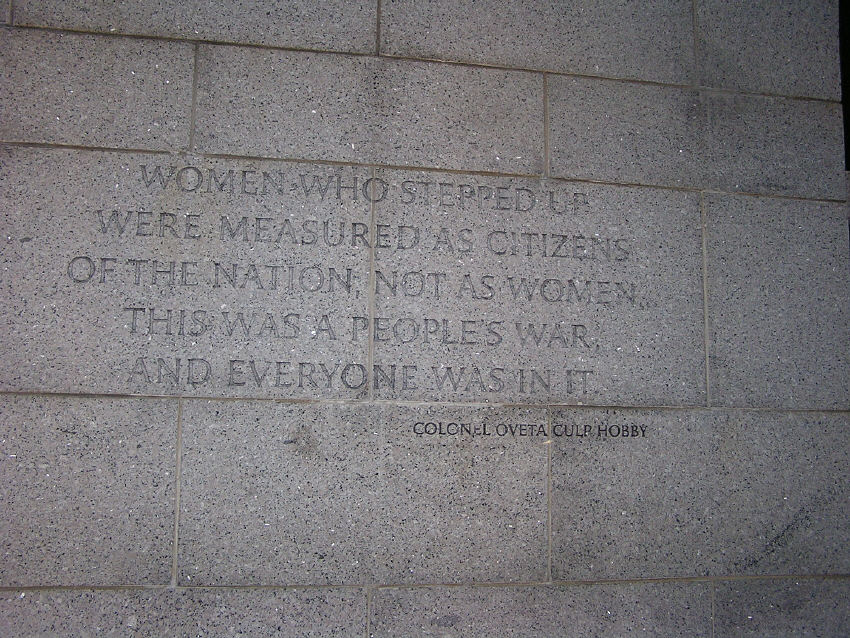 WOMEN WHO STEPPED UP
WERE MEASURED AS CITIZENS
OF THE NATION, NOT AS WOMEN...
THIS WAS A PEOPLE'S WAR,
AND EVERYONE WAS IN IT.
COLONEL OVETA CULP HOBBY